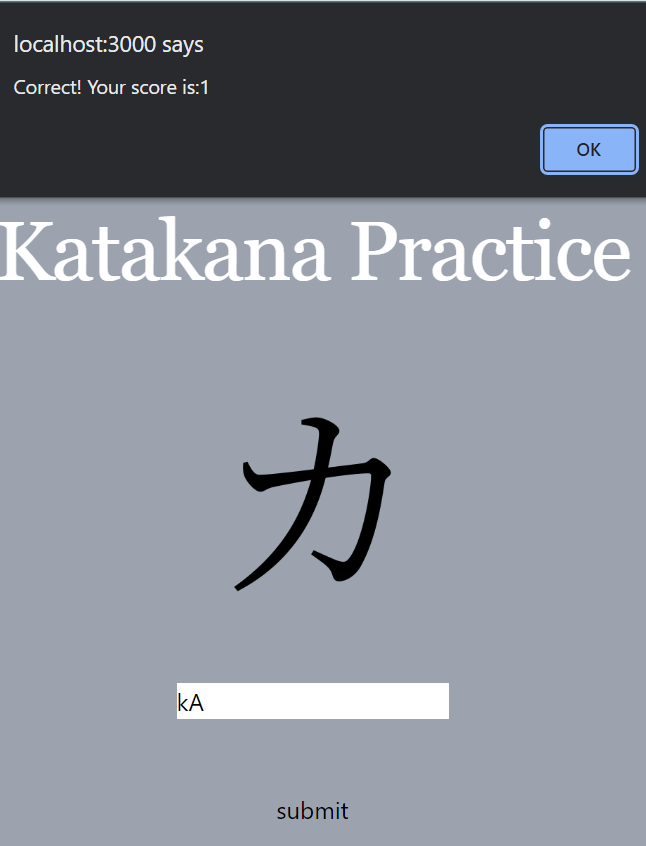 localhost:3000 says
Correct! Your score is:1
OK
Katakana Practice
カ
kA
submit